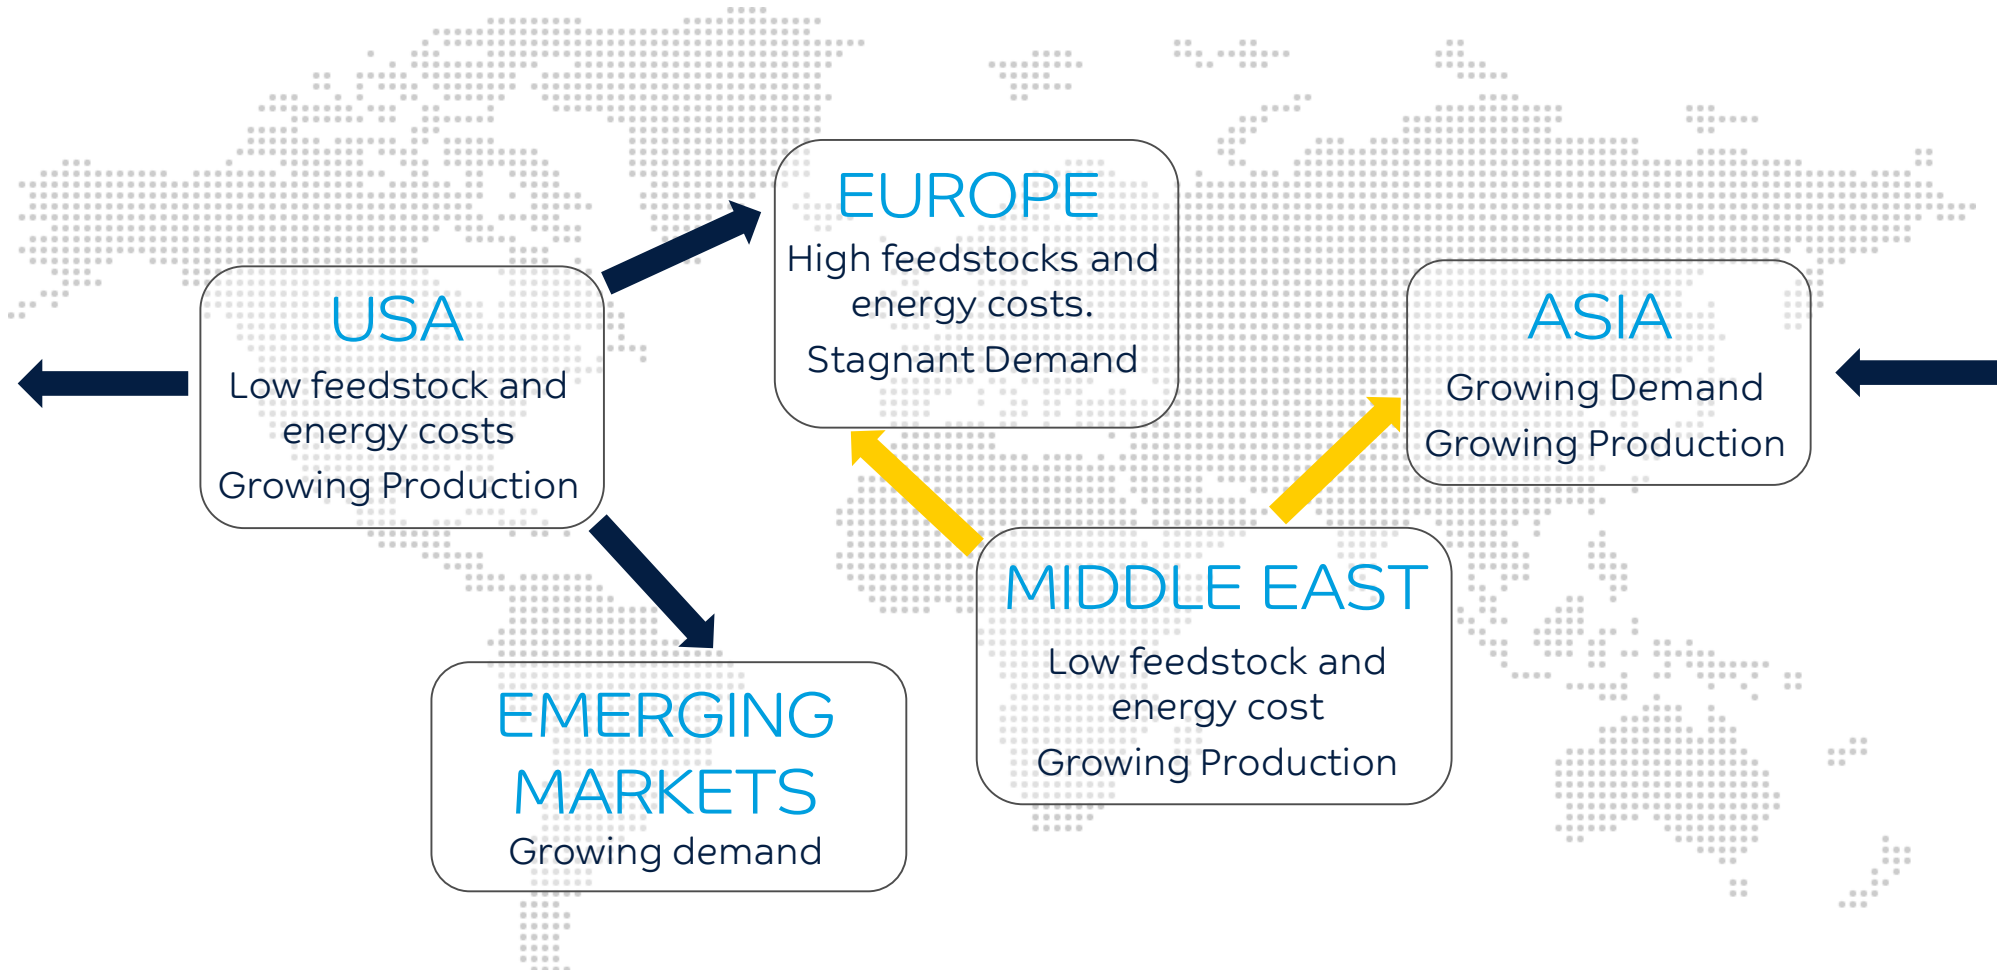 EUROPE
High feedstocks and
energy costs.
Stagnant Demand
USA
Low feedstock and
energy costs
Growing Production
ASIA
Growing Demand
Growing Production
MIDDLE EAST
Low feedstock and
energy cost
Growing Production
EMERGING
MARKETS
Growing demand